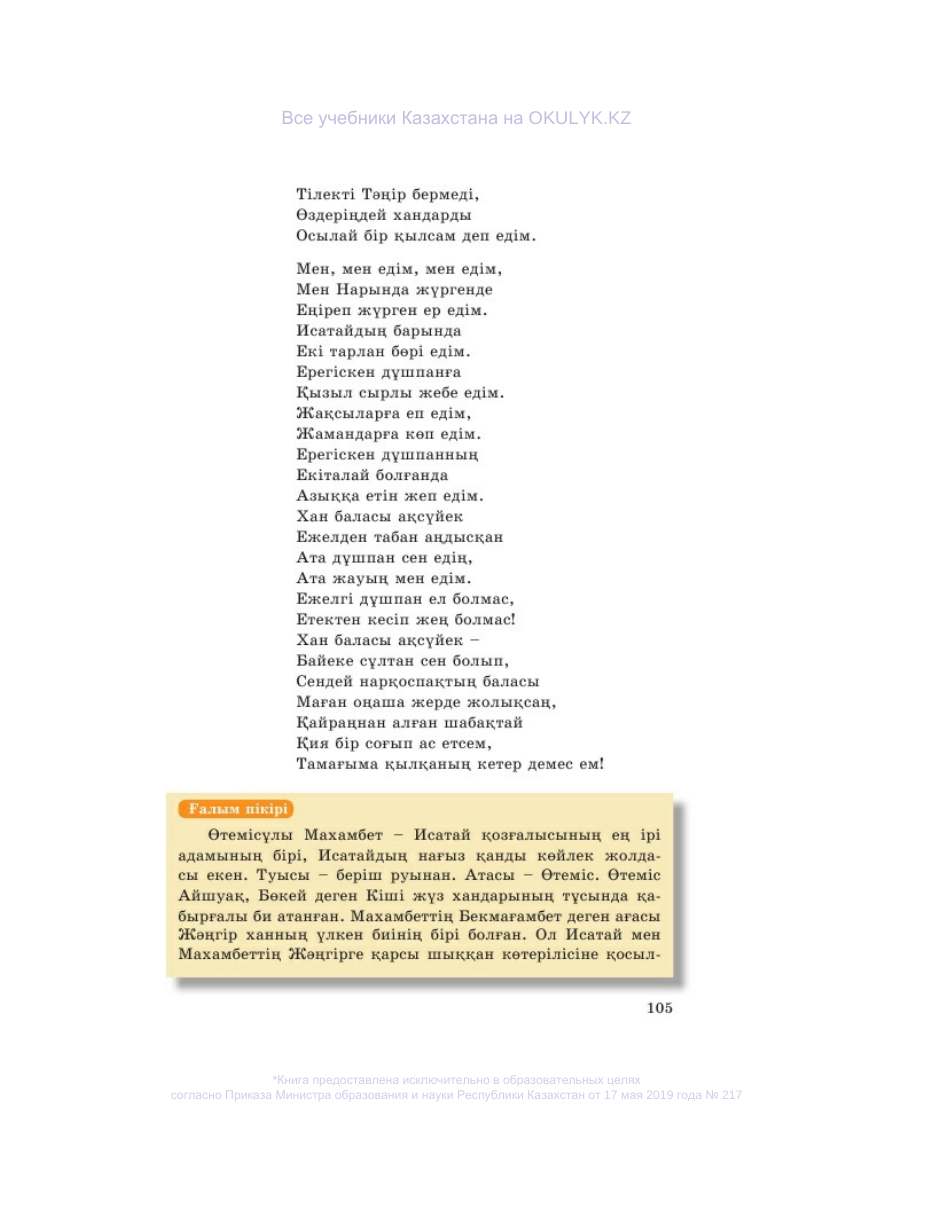 Все учебники Казахстана на OKULYK.KZ
Тілекті Тәңір бермеді,
Өздеріңдей хандарды
Осылай бір қылсам деп едім.
Мен, мен едім, мен едім,
Мен Нарында жүргенде
Еңіреп жүрген ер едім.
Исатайдың барында
Екі тарлан бөрі едім.
Ерегіскен дұшпанға
Қызыл сырлы жебе едім.
Жақсыларға еп едім,
Жамандарға көп едім.
Ерегіскен дұшпанның
Екіталай болғанда
Азыққа етін жеп едім.
Хан баласы ақсүйек
Ежелден табан аңдысқан
Ата дұшпан сен едің,
Ата жауың мен едім.
Ежелгі дұшпан ел болмас,
Етектен кесіп жең болмас!
Хан баласы ақсүйек –
Байеке сұлтан сен болып,
Сендей нарқоспақтың баласы
Маған оңаша жерде жолықсаң,
Қайраңнан алған шабақтай
Қия бір соғып ас етсем,
Тамағыма қылқаның кетер демес ем!
Ғалым пікірі
Өтемісұлы Махамбет – Исатай қозғалысының ең ірі
адамының бірі, Исатайдың нағыз қанды көйлек жолда-
сы екен. Туысы – беріш руынан. Атасы – Өтеміс. Өтеміс
Айшуақ, Бөкей деген Кіші жүз хандарының тұсында қа-
бырғалы би атанған. Махамбеттің Бекмағамбет деген ағасы
Жәңгір ханның үлкен биінің бірі болған. Ол Исатай мен
Махамбеттің Жәңгірге қарсы шыққан көтерілісіне қосыл-
105
*Книга предоставлена исключительно в образовательных целях
согласно Приказа Министра образования и науки Республики Казахстан от 17 мая 2019 года № 217